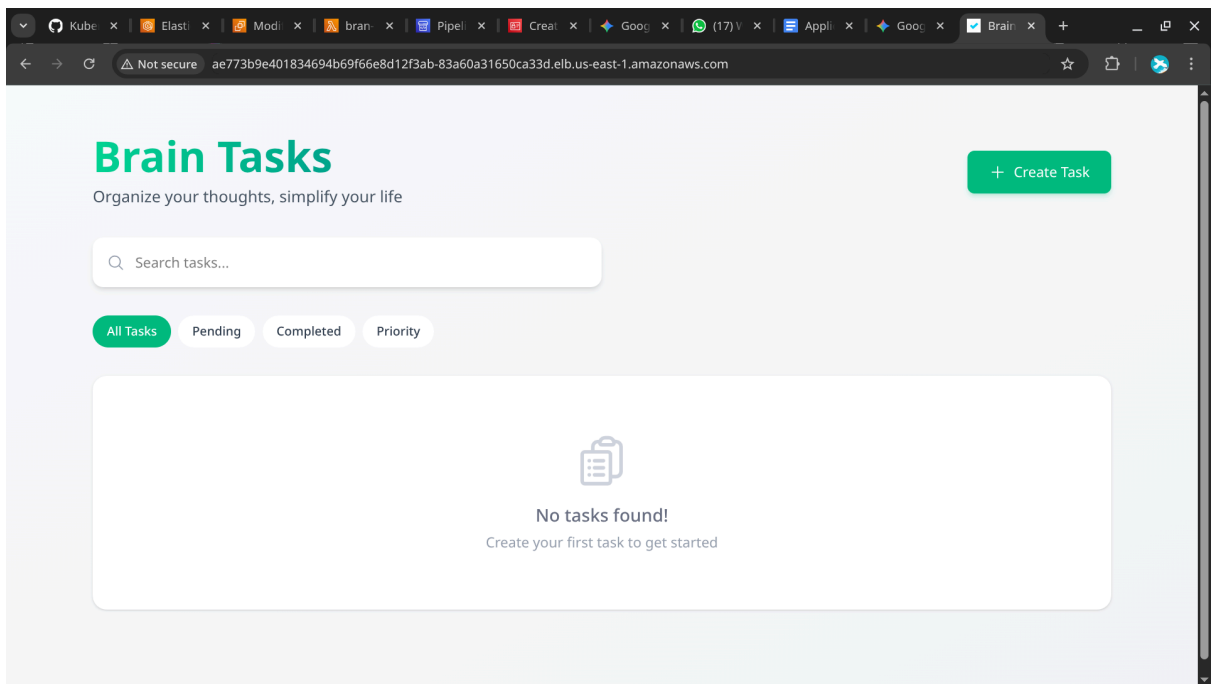 Kube
Elasti
Modi
bran-
Pipeli
Creat
Goog
(17) W
Appli
Goog
Brain
Not secure
ae773b9e401834694b69f66e8d12f3ab-83a60a31650ca33d.elb.us-east-1.amazonaws.com
Brain Tasks
Organize your thoughts, simplify your life
+ Create Task
Search tasks...
All Tasks
Pending
Completed
Priority
No tasks found!
Create your first task to get started